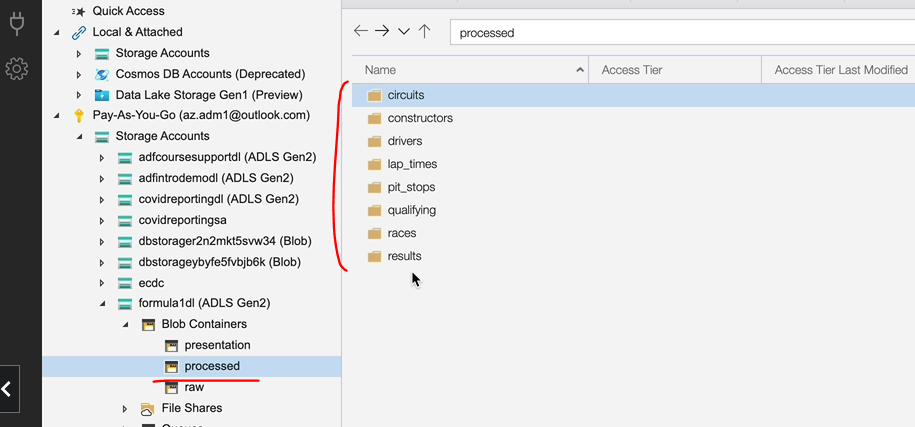 Quick Access
Local & Attached
Storage Accounts
Cosmos DB Accounts (Deprecated)
Data Lake Storage Gen1 (Preview)
Pay-As-You-Go (az.adm1@outlook.com)
Storage Accounts
adfcoursesupportdl (ADLS Gen2)
adfintrodemodl (ADLS Gen2)
covidreportingdl (ADLS Gen2)
covidreportingsa
dbstorager2n2mkt5svw34 (Blob)
dbstorageybyfe5fvbjb6k (Blob)
ecdc
formula1dl (ADLS Gen2)
Blob Containers
presentation
processed
raw
File Shares
processed
Name Access Tier Access Tier Last Modified
circuits
constructors
drivers
lap_times
pit_stops
qualifying
races
results